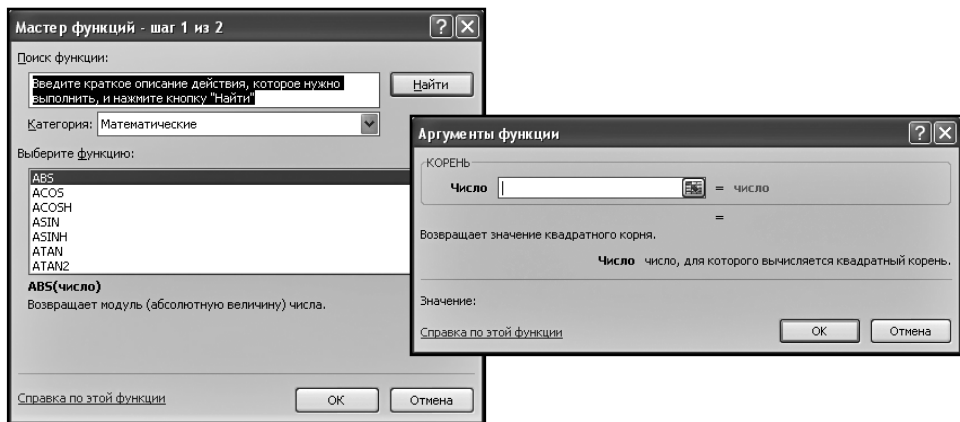 Мастер функций - шаг 1 из 2
Поиск функции:
Введите краткое описание действия, которое нужно
выполнить, и нажмите кнопку "Найти"
Найти
Категория: Математические
Выберите функцию:
ABS
ACOS
ACOSH
ASIN
ASINH
ATAN
ATAN2
ABS(число)
Возвращает модуль (абсолютную величину) числа.
Справка по этой функции
ОК
Отмена
Аргументы функции
КОРЕНЬ
Число = число
=
Возвращает значение квадратного корня.
Число число, для которого вычисляется квадратный корень.
Значение:
Справка по этой функции
ОК
Отмена